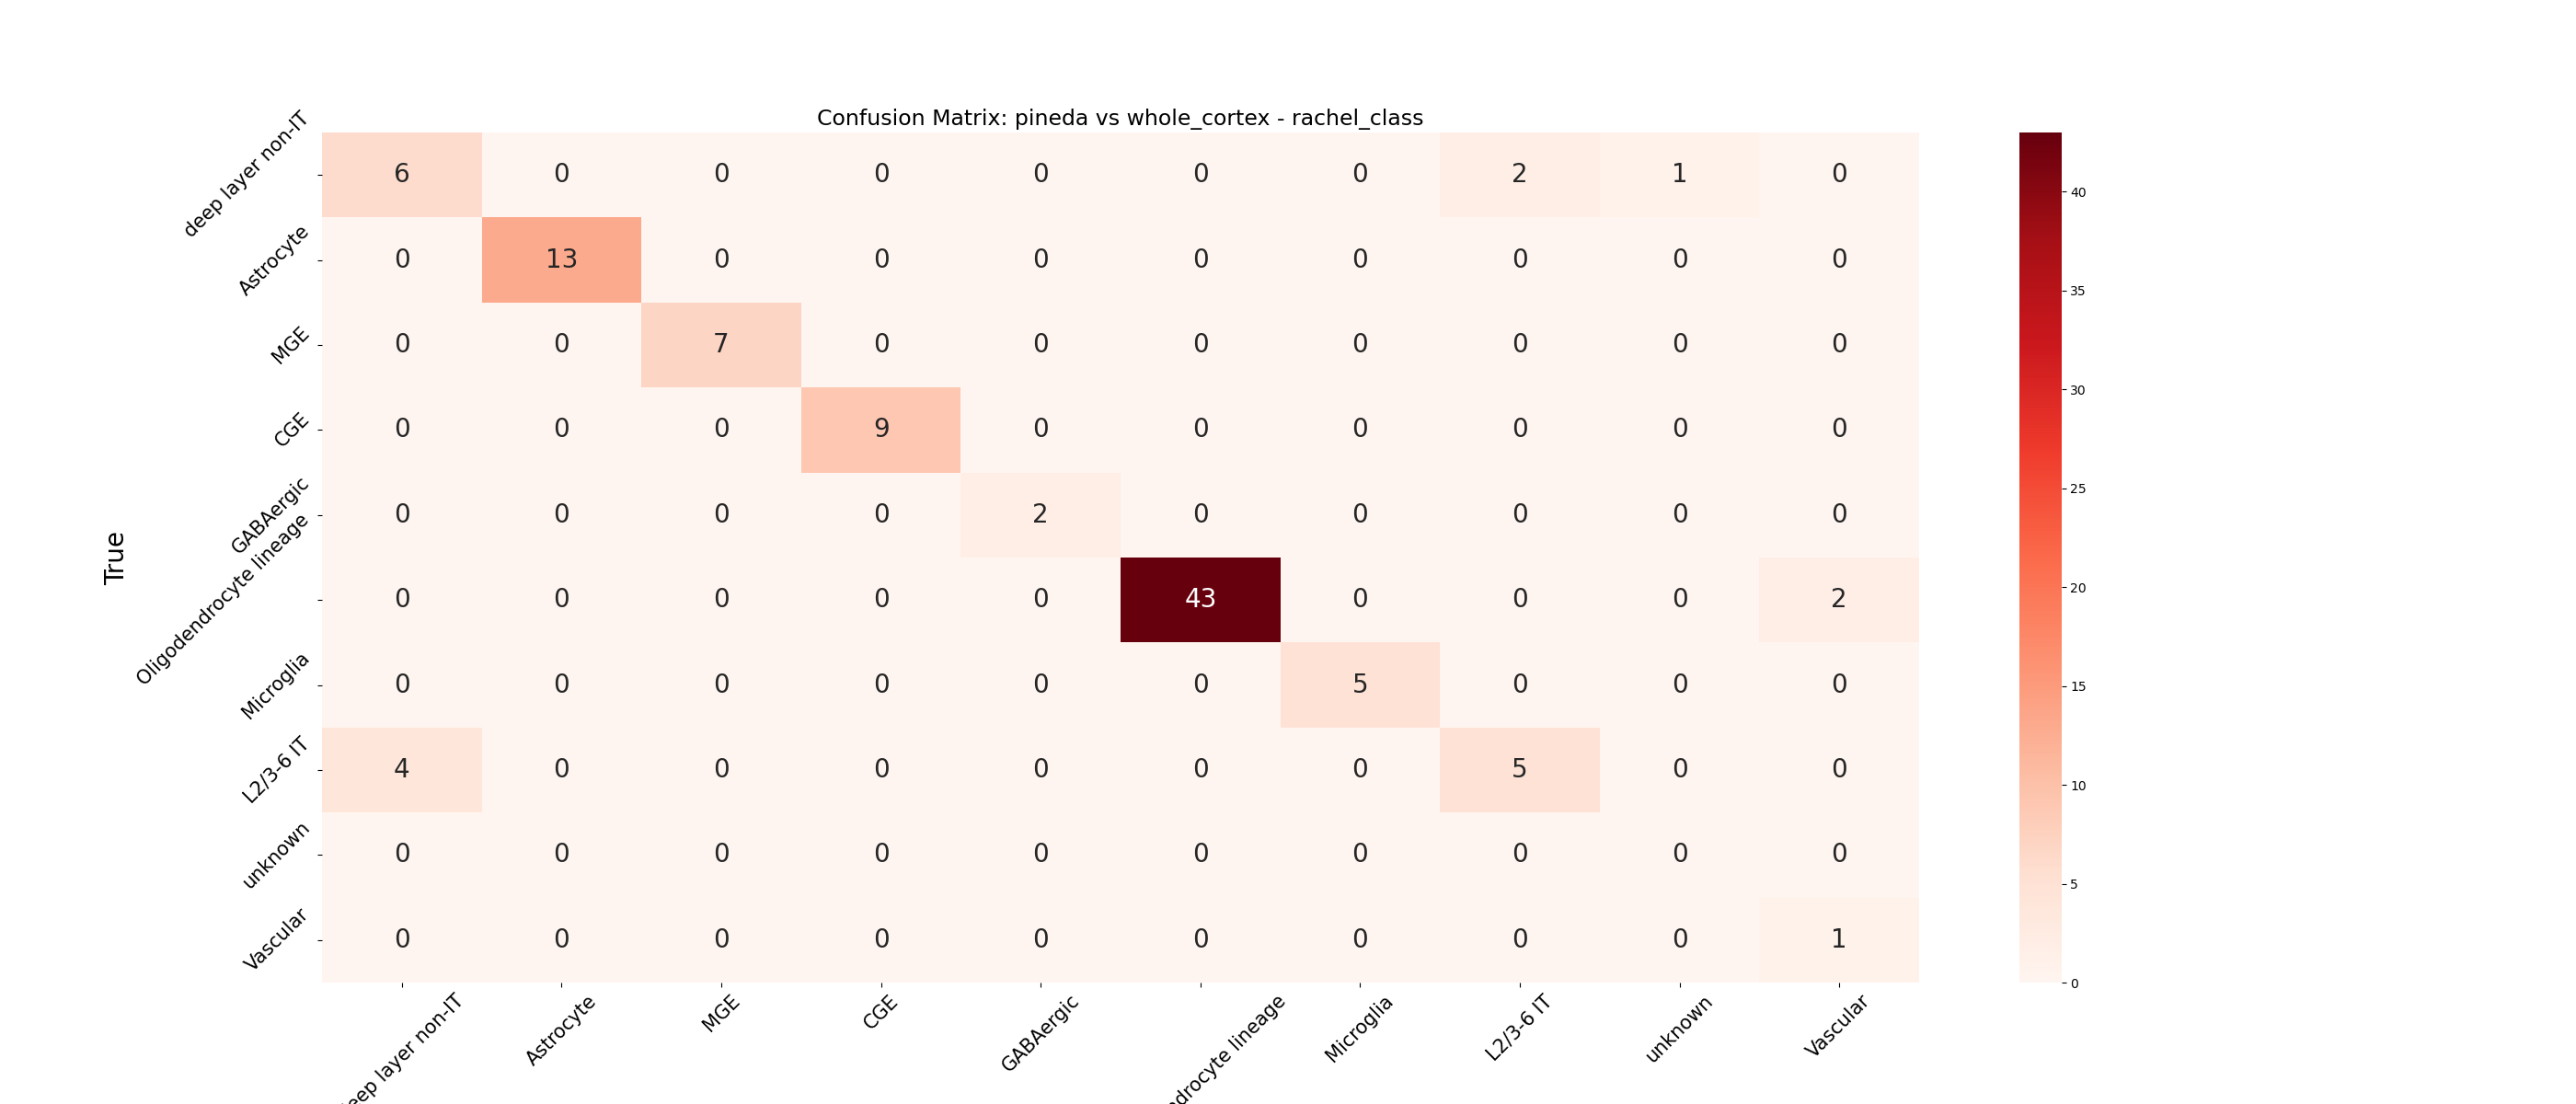 Confusion Matrix: pineda vs whole_cortex - rachel_class
deep layer non-IT 6 0 0 0 0 0 0 2 1 0
Astrocyte 0 13 0 0 0 0 0 0 0 0
MGE 0 0 7 0 0 0 0 0 0 0
CGE 0 0 0 9 0 0 0 0 0 0
GABAergic 0 0 0 0 2 0 0 0 0 0
Oligodendrocyte lineage 0 0 0 0 0 43 0 0 0 2
Microglia 0 0 0 0 0 0 5 0 0 0
L2/3-6 IT 4 0 0 0 0 0 0 5 0 0
unknown 0 0 0 0 0 0 0 0 0 0
Vascular 0 0 0 0 0 0 0 0 0 1
True
eep layer non-IT
Astrocyte
MGE
CGE
GABAergic
drocyte lineage
Microglia
L2/3-6 IT
unknown
Vascular
40
35
30
25
20
15
10
5
0